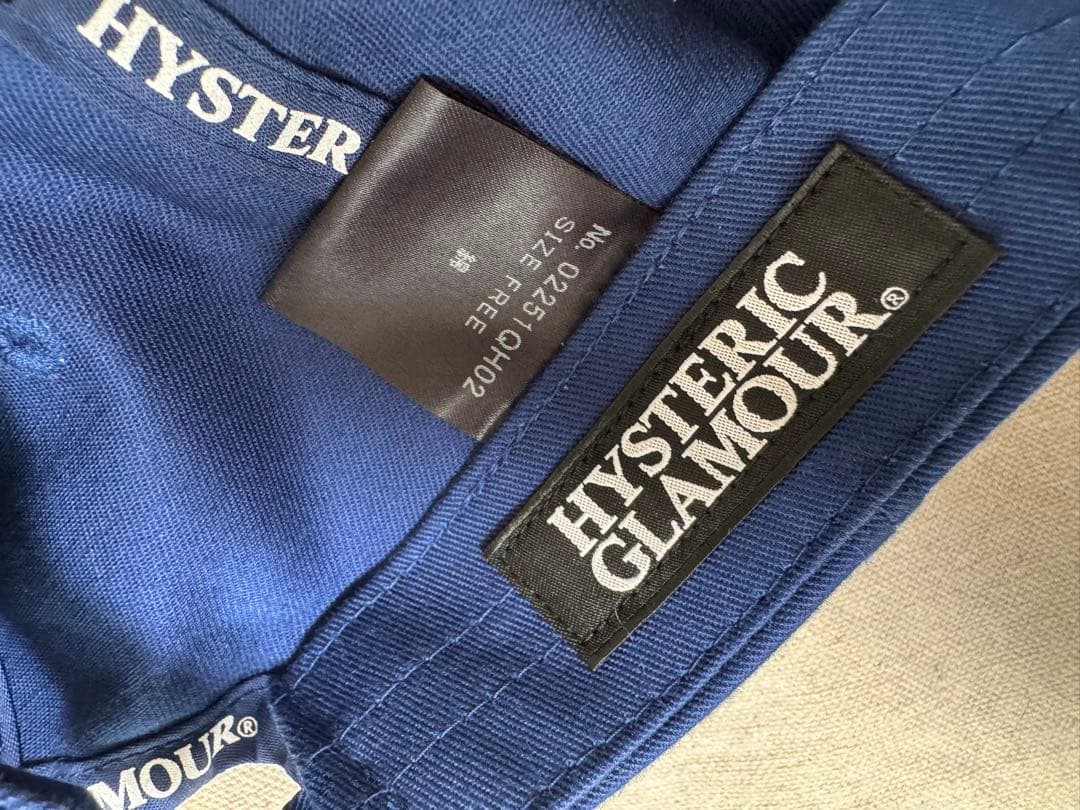 HYSTER
No. 02251QH02
SIZE FREE
綿
HYSTERIC
GLAMOUR®
MOUR®